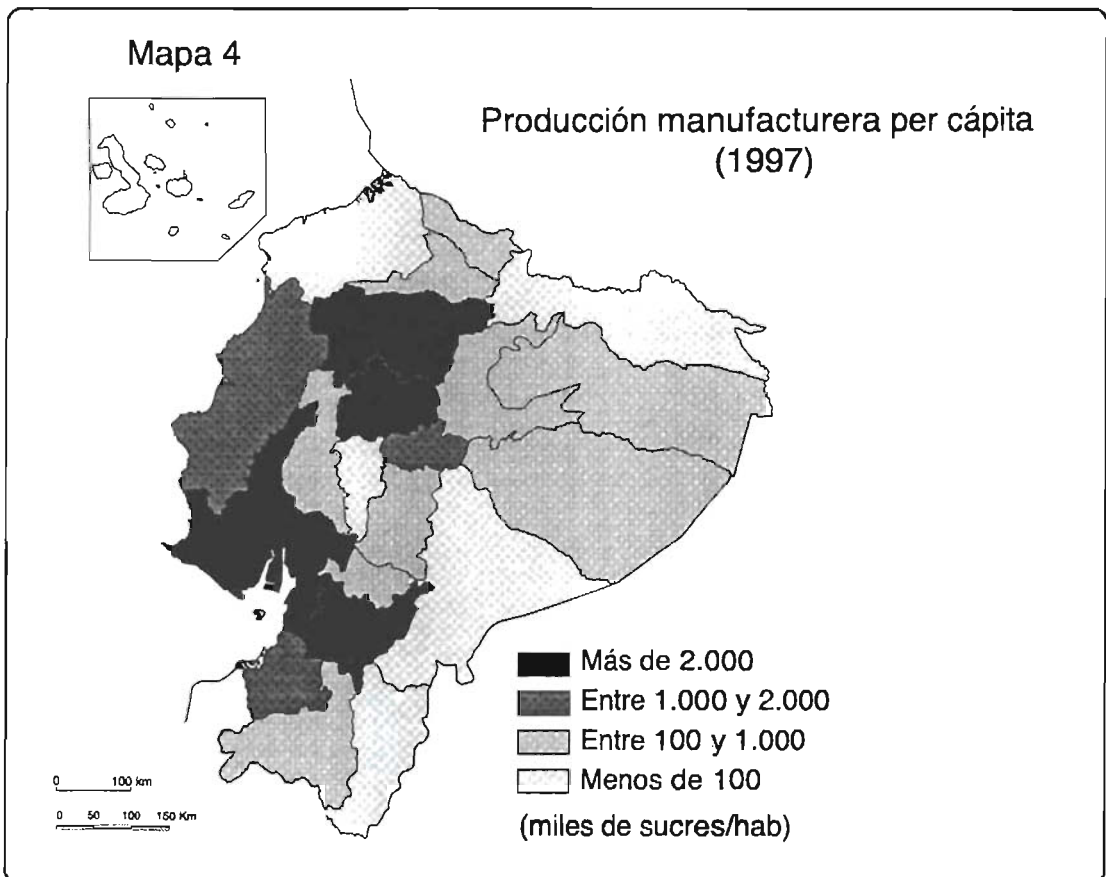 Mapa 4
Producción manufacturera per cápita
(1997)
Más de 2.000
Entre 1.000 y 2.000
Entre 100 y 1.000
Menos de 100
(miles de sucres/hab)
0 100 km
0 50 100 150 Km